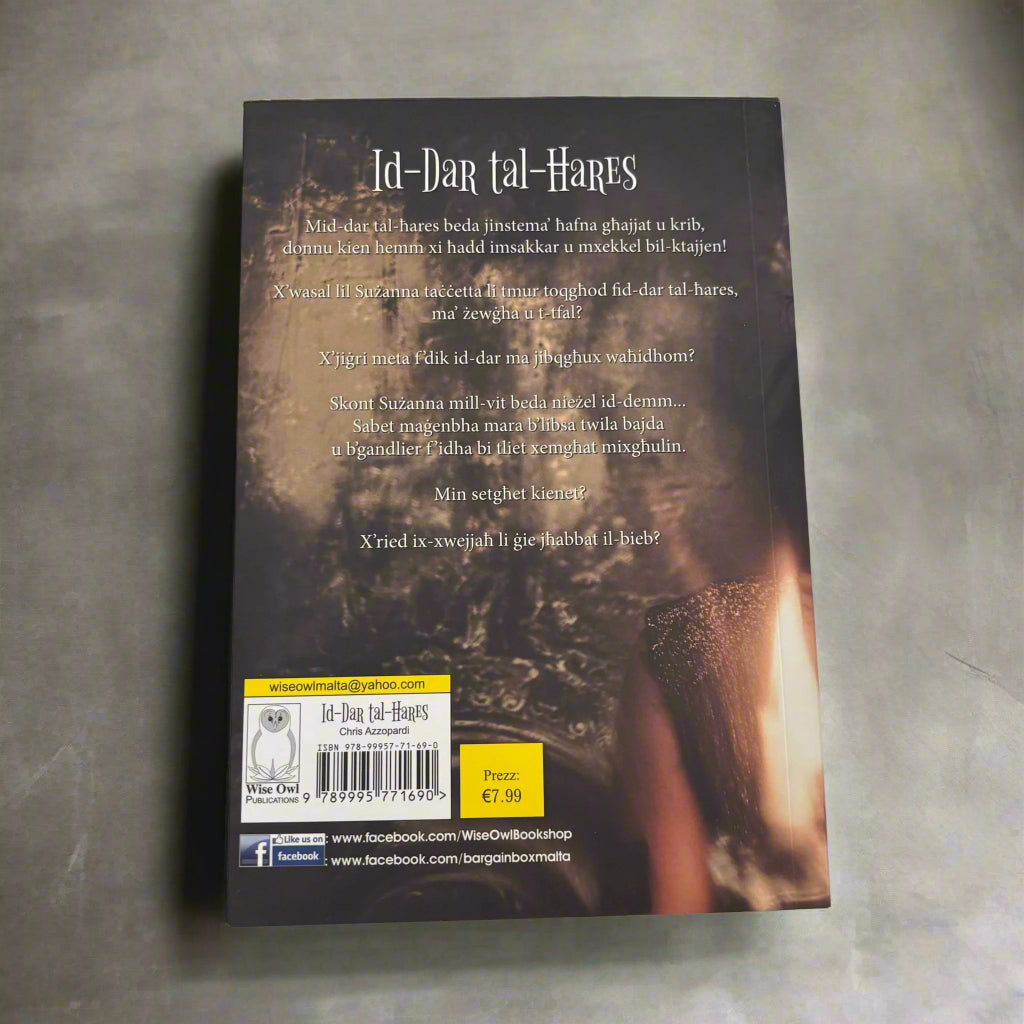 Id-Dar tal-Ħares
Mid-dar tal-ħares beda jinstema' ħafna għajjat u krib,
donnu kien hemm xi ħadd imsakkar u mxekkel bil-ktajjen!
X'wasal lil Sużanna taċċetta li tmur toqgħod fid-dar tal-ħares,
ma' żewġha u t-tfal?
X'jiġri meta f'dik id-dar ma jibqgħux waħidhom?
Skont Sużanna mill-vit beda nieżel id-demm...
Sabet maġenbha mara b'libsa twila bajda
u b'gandlier f'idha bi tliet xemgħat mixgħulin.
Min setgħet kienet?
X'ried ix-xwejjaħ li ġie jħabbat il-bieb?
wiseowlmalta@yahoo.com
Id-Dar tal-Ħares
Chris Azzopardi
ISBN 978-99957-71-69-0
9 789995 771690 >
Wise Owl
Publications
Prezz:
€7.99
f Like us on facebook
: www.facebook.com/WiseOwlBookshop
: www.facebook.com/bargainboxmalta